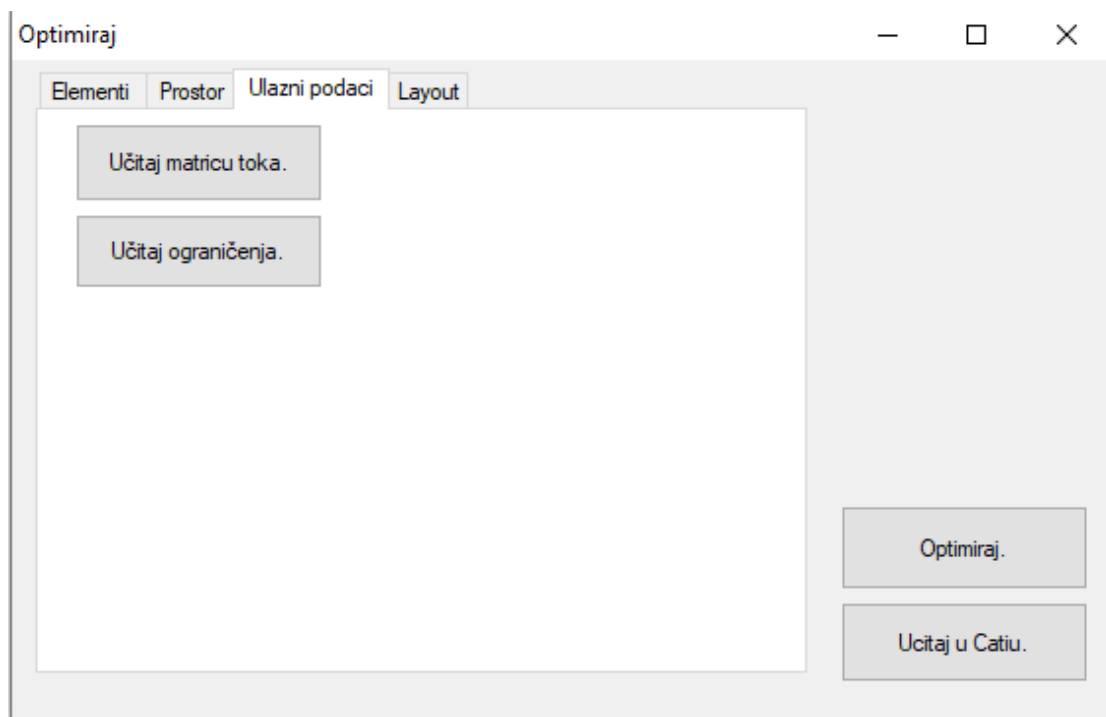 Optimiraj
Elementi Prostor Ulazni podaci Layout
Učitaj matricu toka.
Učitaj ograničenja.
Optimiraj.
Ucitaj u Catiu.